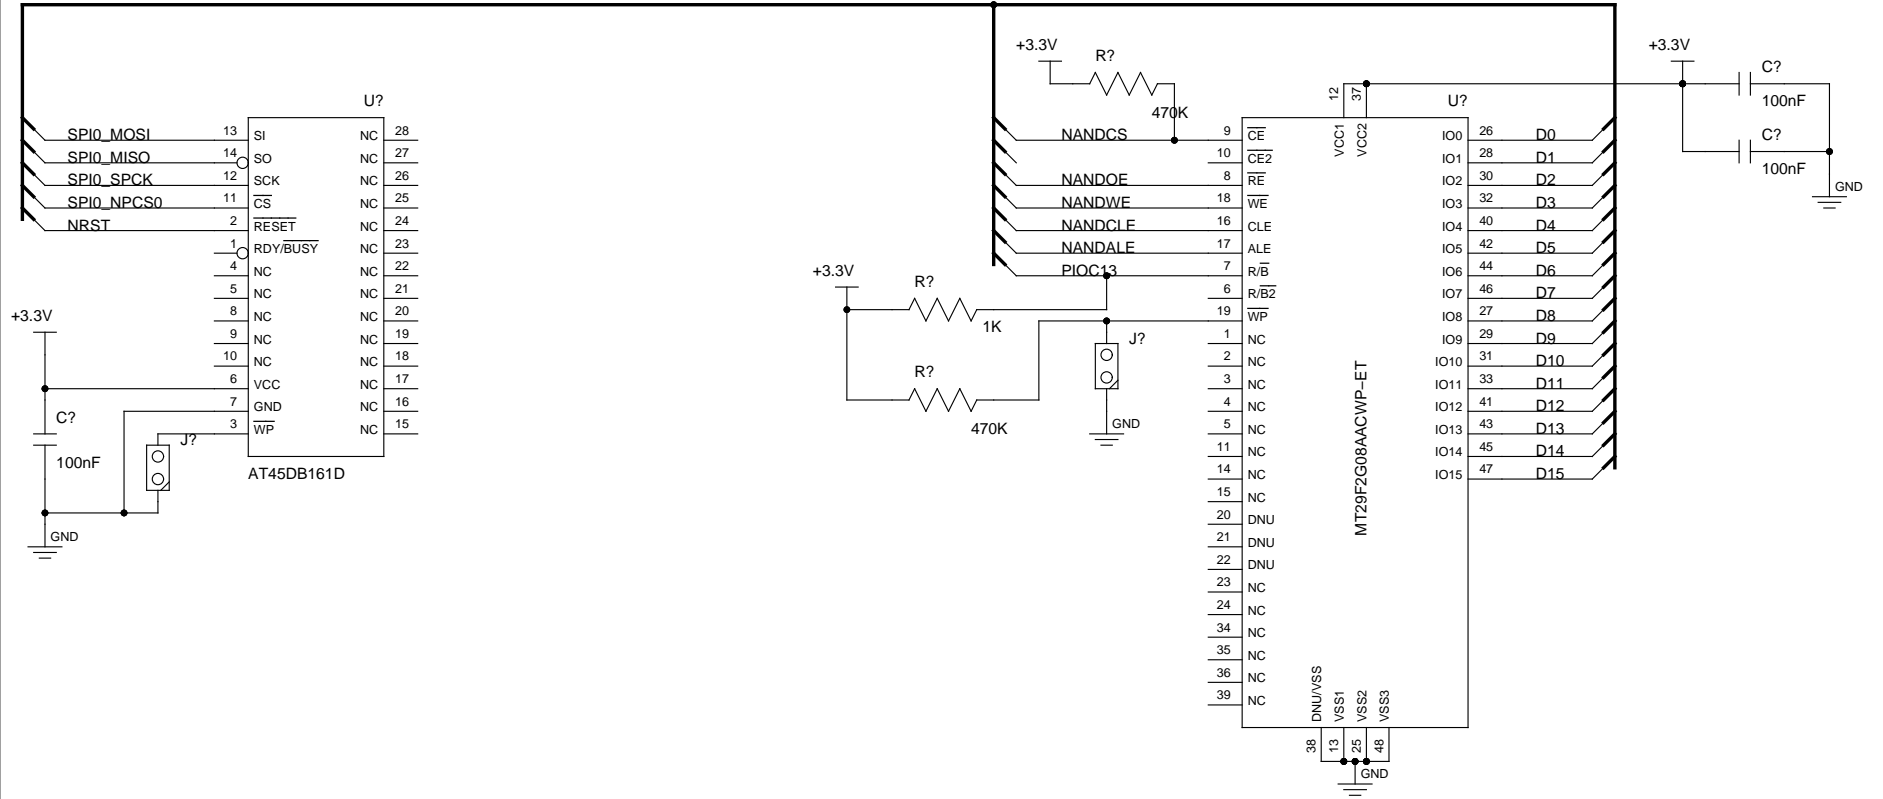 +3.3V
R?
470K
+3.3V
C?
100nF
C?
100nF
GND
U?
SPI0_MOSI 13 SI NC 28
SPI0_MISO 14 SO NC 27
SPI0_SPCK 12 SCK NC 26
SPI0_NPCS0 11 CS NC 25
NRST 2 RESET NC 24
1 RDY/BUSY NC 23
4 NC NC 22
5 NC NC 21
8 NC NC 20
9 NC NC 19
10 NC NC 18
6 VCC NC 17
7 GND NC 16
3 WP NC 15
AT45DB161D
+3.3V
C?
100nF
J?
GND
U?
12 VCC1
37 VCC2
NANDCS 9 CE IO0 26 D0
10 CE2 IO1 28 D1
NANDOE 8 RE IO2 30 D2
NANDWE 18 WE IO3 32 D3
NANDCLE 16 CLE IO4 40 D4
NANDALE 17 ALE IO5 42 D5
PIOC13 7 R/B IO6 44 D6
6 R/B2 IO7 46 D7
19 WP IO8 27 D8
1 NC IO9 29 D9
2 NC IO10 31 D10
3 NC IO11 33 D11
4 NC IO12 41 D12
5 NC IO13 43 D13
11 NC IO14 45 D14
14 NC IO15 47 D15
15 NC
20 DNU
21 DNU
22 DNU
23 NC
24 NC
34 NC
35 NC
36 NC
39 NC
MT29F2G08AACWP-ET
+3.3V
R?
1K
R?
470K
J?
GND
DNU/VSS 38
VSS1 13
VSS2 25
VSS3 48
GND